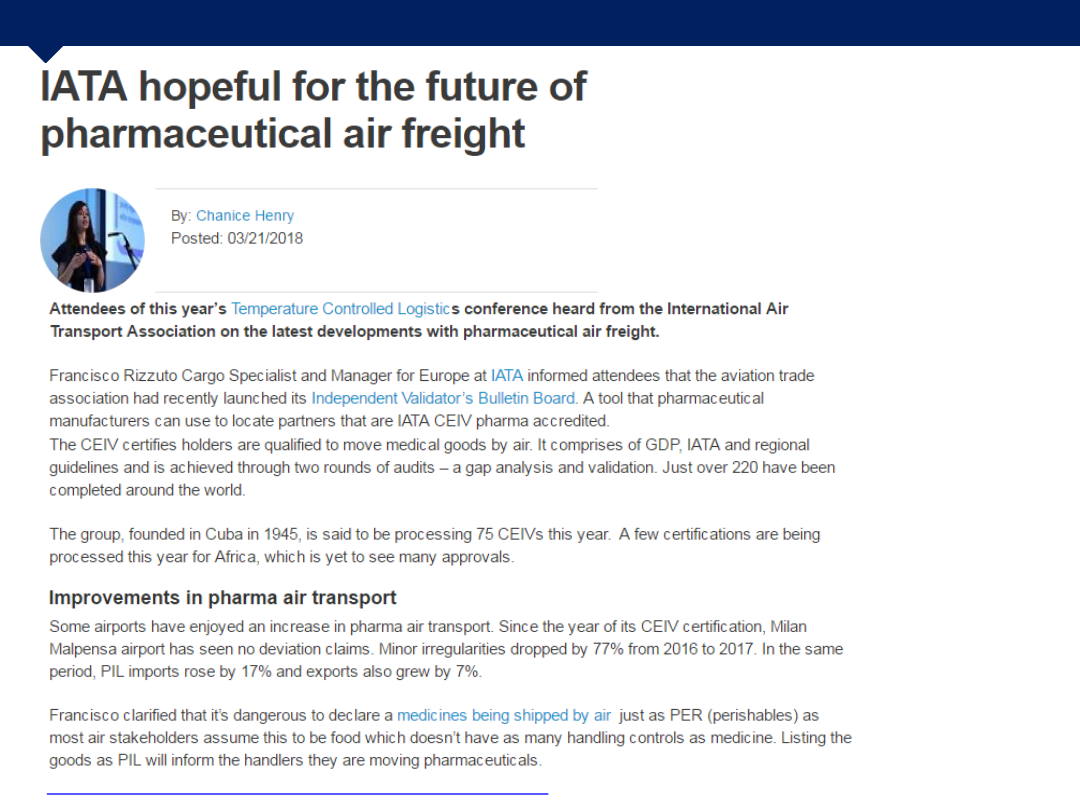 IATA hopeful for the future of
pharmaceutical air freight
By: Chanice Henry
Posted: 03/21/2018
Attendees of this year's Temperature Controlled Logistics conference heard from the International Air
Transport Association on the latest developments with pharmaceutical air freight.
Francisco Rizzuto Cargo Specialist and Manager for Europe at IATA informed attendees that the aviation trade
association had recently launched its Independent Validator's Bulletin Board. A tool that pharmaceutical
manufacturers can use to locate partners that are IATA CEIV pharma accredited.
The CEIV certifies holders are qualified to move medical goods by air. It comprises of GDP, IATA and regional
guidelines and is achieved through two rounds of audits – a gap analysis and validation. Just over 220 have been
completed around the world.
The group, founded in Cuba in 1945, is said to be processing 75 CEIVs this year.  A few certifications are being
processed this year for Africa, which is yet to see many approvals.
Improvements in pharma air transport
Some airports have enjoyed an increase in pharma air transport. Since the year of its CEIV certification, Milan
Malpensa airport has seen no deviation claims. Minor irregularities dropped by 77% from 2016 to 2017. In the same
period, PIL imports rose by 17% and exports also grew by 7%.
Francisco clarified that it's dangerous to declare a medicines being shipped by air  just as PER (perishables) as
most air stakeholders assume this to be food which doesn't have as many handling controls as medicine. Listing the
goods as PIL will inform the handlers they are moving pharmaceuticals.